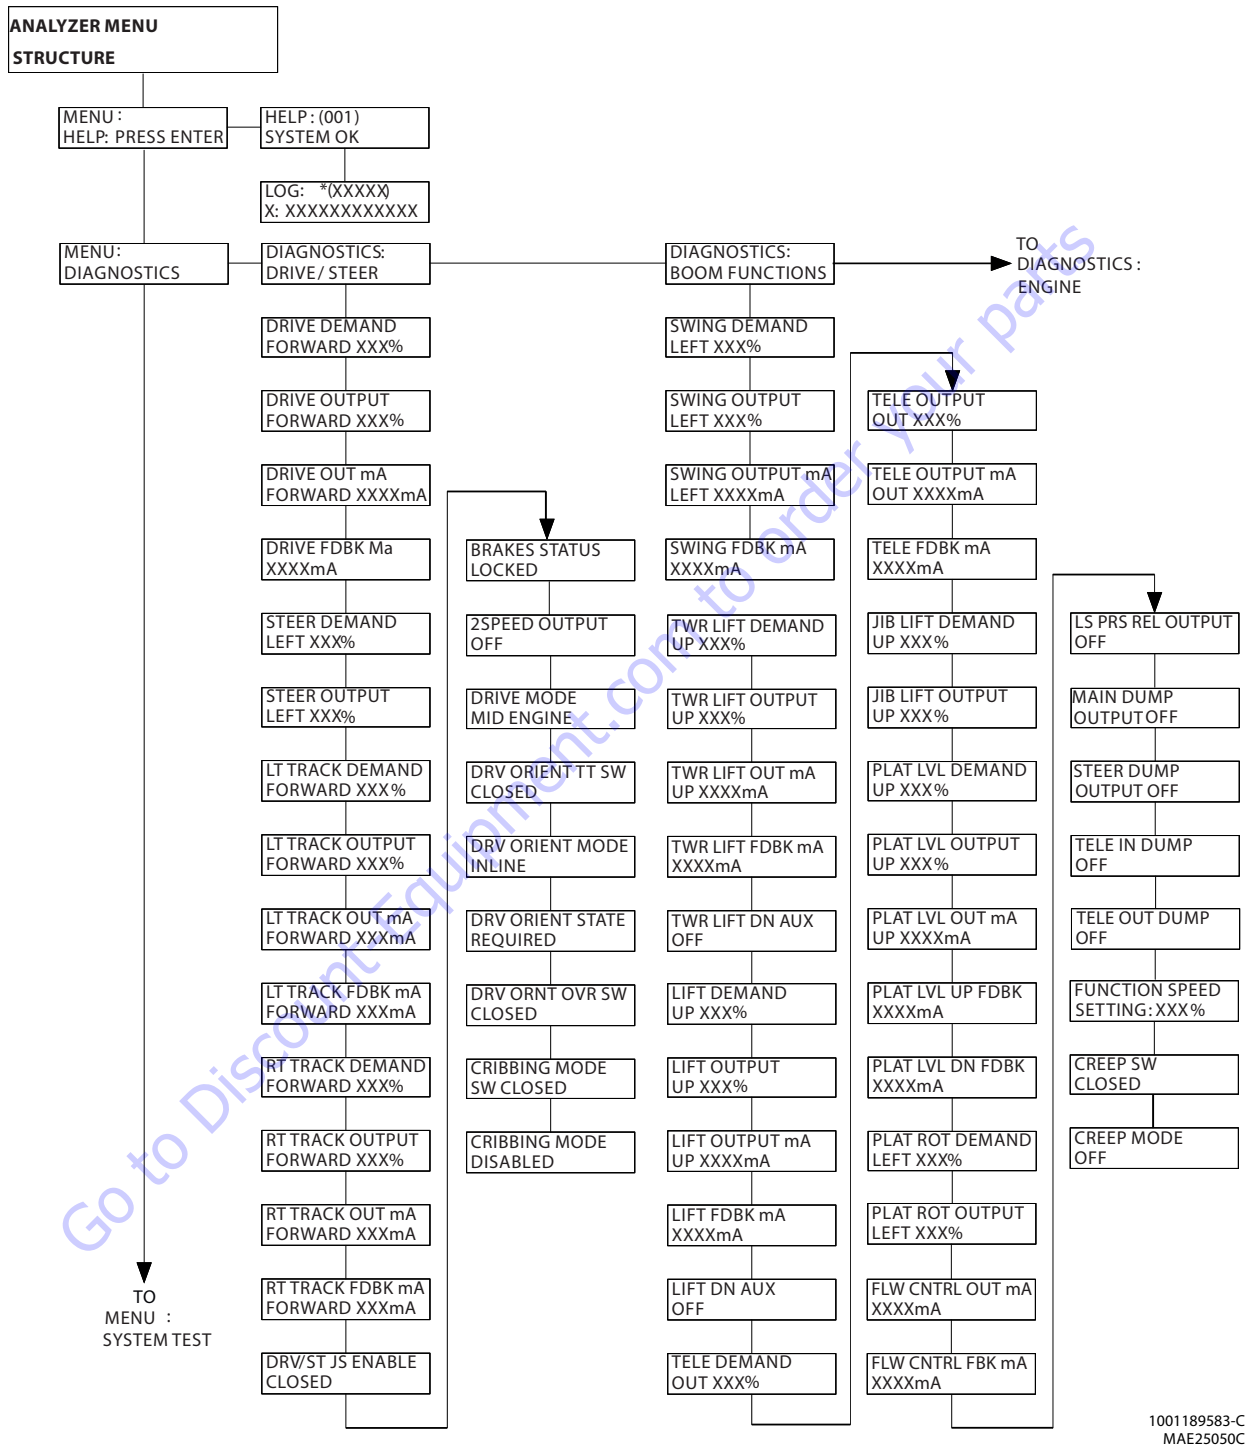 ANALYZER MENU
STRUCTURE
MENU:
HELP: PRESS ENTER
HELP: (001)
SYSTEM OK
LOG: *(XXXXX)
X: XXXXXXXXXXXX
MENU:
DIAGNOSTICS
DIAGNOSTICS:
DRIVE/ STEER
DRIVE DEMAND
FORWARD XXX%
DRIVE OUTPUT
FORWARD XXX%
DRIVE OUT mA
FORWARD XXXXmA
DRIVE FDBK Ma
XXXXmA
STEER DEMAND
LEFT XXX%
STEER OUTPUT
LEFT XXX%
LT TRACK DEMAND
FORWARD XXX%
LT TRACK OUTPUT
FORWARD XXX%
LT TRACK OUT mA
FORWARD XXXmA
LT TRACK FDBK mA
FORWARD XXXmA
RT TRACK DEMAND
FORWARD XXX%
RT TRACK OUTPUT
FORWARD XXX%
RT TRACK OUT mA
FORWARD XXXmA
RT TRACK FDBK mA
FORWARD XXXmA
DRV/ST JS ENABLE
CLOSED
BRAKES STATUS
LOCKED
2SPEED OUTPUT
OFF
DRIVE MODE
MID ENGINE
DRV ORIENT TT SW
CLOSED
DRV ORIENT MODE
INLINE
DRV ORIENT STATE
REQUIRED
DRV ORNT OVR SW
CLOSED
CRIBBING MODE
SW CLOSED
CRIBBING MODE
DISABLED
DIAGNOSTICS:
BOOM FUNCTIONS
SWING DEMAND
LEFT XXX%
SWING OUTPUT
LEFT XXX%
SWING OUTPUT mA
LEFT XXXXmA
SWING FDBK mA
XXXXmA
TWR LIFT DEMAND
UP XXX%
TWR LIFT OUTPUT
UP XXX%
TWR LIFT OUT mA
UP XXXXmA
TWR LIFT FDBK mA
XXXXmA
TWR LIFT DN AUX
OFF
LIFT DEMAND
UP XXX%
LIFT OUTPUT
UP XXX%
LIFT OUTPUT mA
UP XXXXmA
LIFT FDBK mA
XXXXmA
LIFT DN AUX
OFF
TELE DEMAND
OUT XXX%
TELE OUTPUT
OUT XXX%
TELE OUTPUT mA
OUT XXXXmA
TELE FDBK mA
XXXXmA
JIB LIFT DEMAND
UP XXX%
JIB LIFT OUTPUT
UP XXX%
PLAT LVL DEMAND
UP XXX%
PLAT LVL OUTPUT
UP XXX%
PLAT LVL OUT mA
UP XXXXmA
PLAT LVL UP FDBK
XXXXmA
PLAT LVL DN FDBK
XXXXmA
PLAT ROT DEMAND
LEFT XXX%
PLAT ROT OUTPUT
LEFT XXX%
FLW CNTRL OUT mA
XXXXmA
FLW CNTRL FBK mA
XXXXmA
LS PRS REL OUTPUT
OFF
MAIN DUMP
OUTPUT OFF
STEER DUMP
OUTPUT OFF
TELE IN DUMP
OFF
TELE OUT DUMP
OFF
FUNCTION SPEED
SETTING: XXX%
CREEP SW
CLOSED
CREEP MODE
OFF
TO
DIAGNOSTICS :
ENGINE
TO
MENU :
SYSTEM TEST
Go to Discount-Equipment.com to order your parts
1001189583-C
MAE25050C